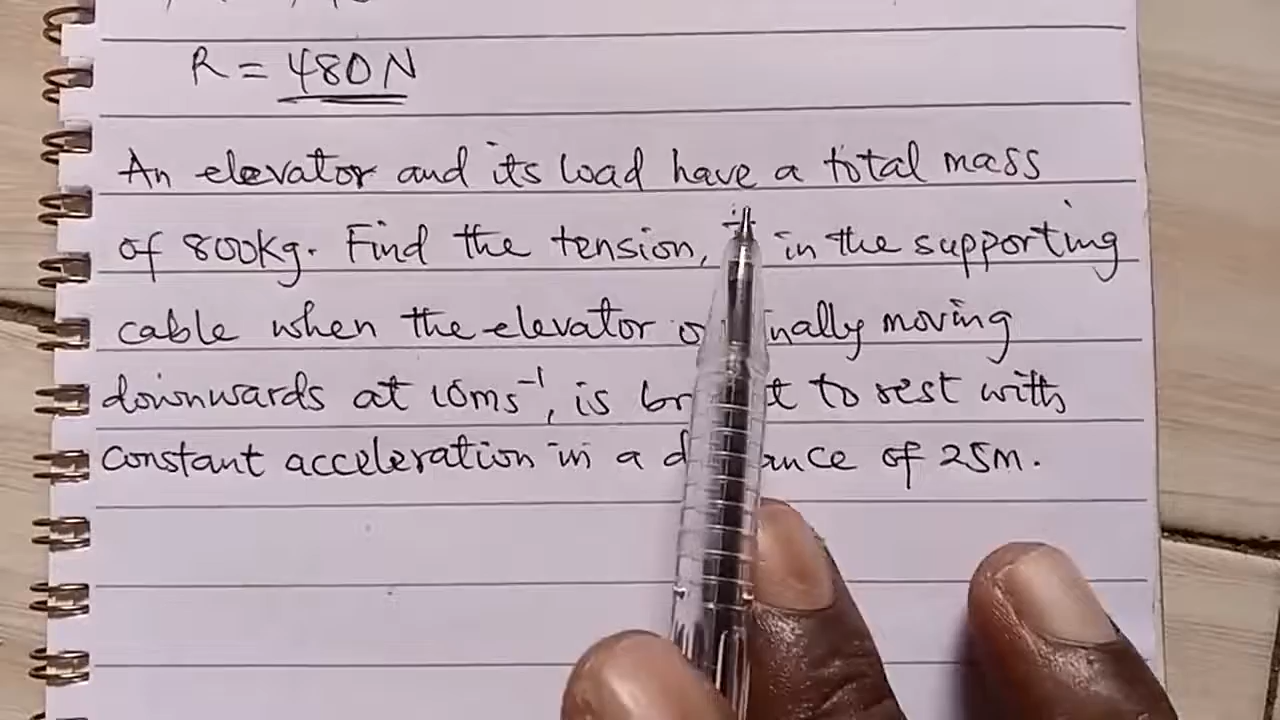 R = 480N
An elevator and its load have a total mass
of 800kg. Find the tension, in the supporting
cable when the elevator nally moving
downwards at 10ms⁻¹, is to rest with
constant acceleration in a of 25m.